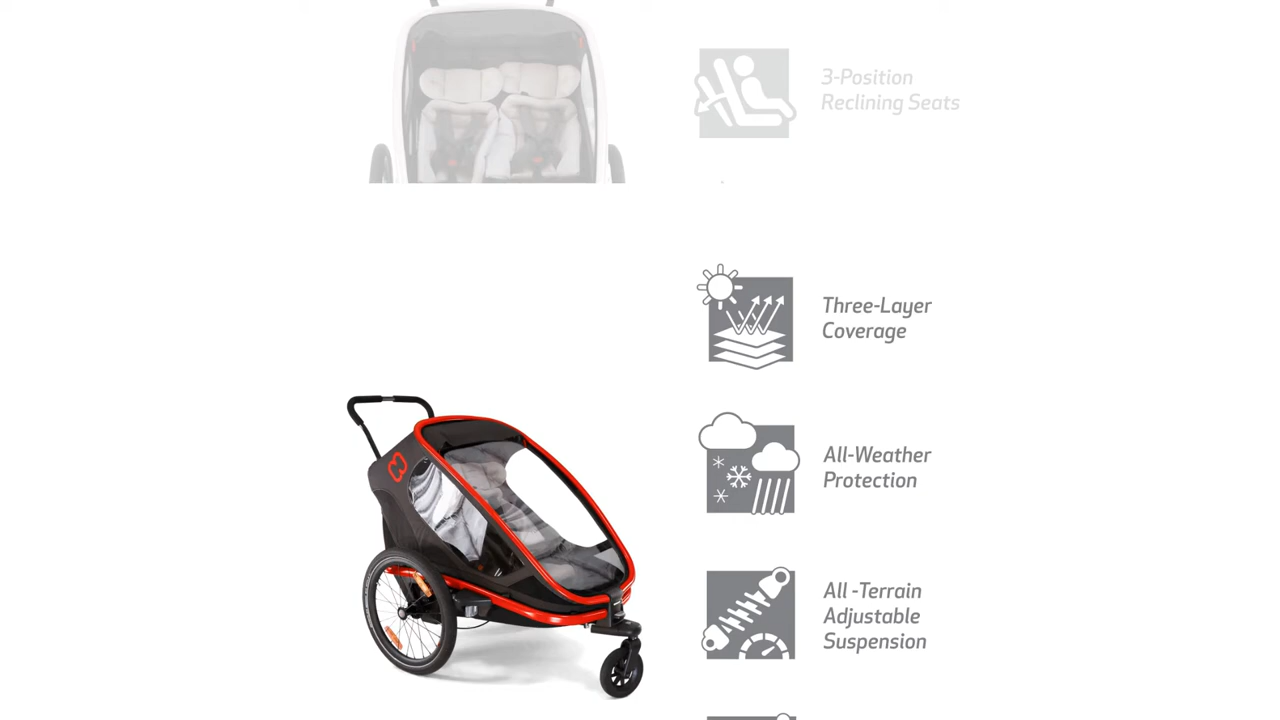 3-Position
Reclining Seats
Three-Layer
Coverage
All-Weather
Protection
All -Terrain
Adjustable
Suspension